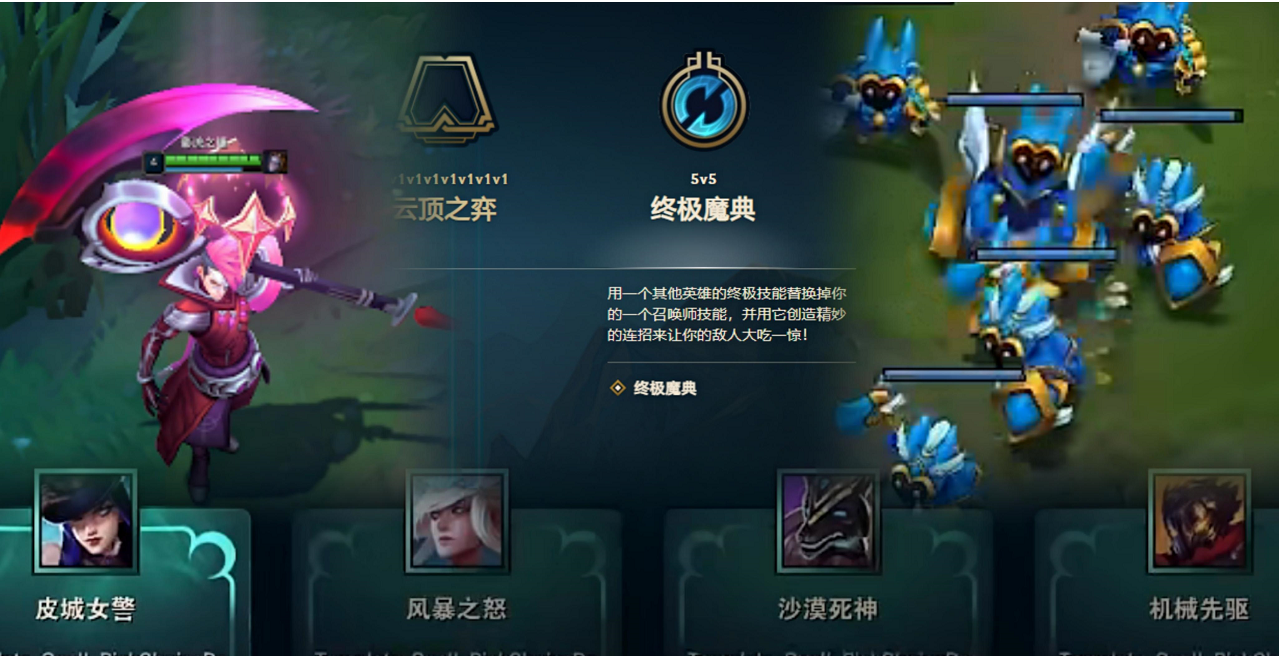 1v1v1v1v1v1v1
5v5
云顶之弈
终极魔典
用一个其他英雄的终极技能替换掉你
的一个召唤师技能，并用它创造精妙
的连招来让你的敌人大吃一惊！
终极魔典
皮城女警
风暴之怒
沙漠死神
机械先驱